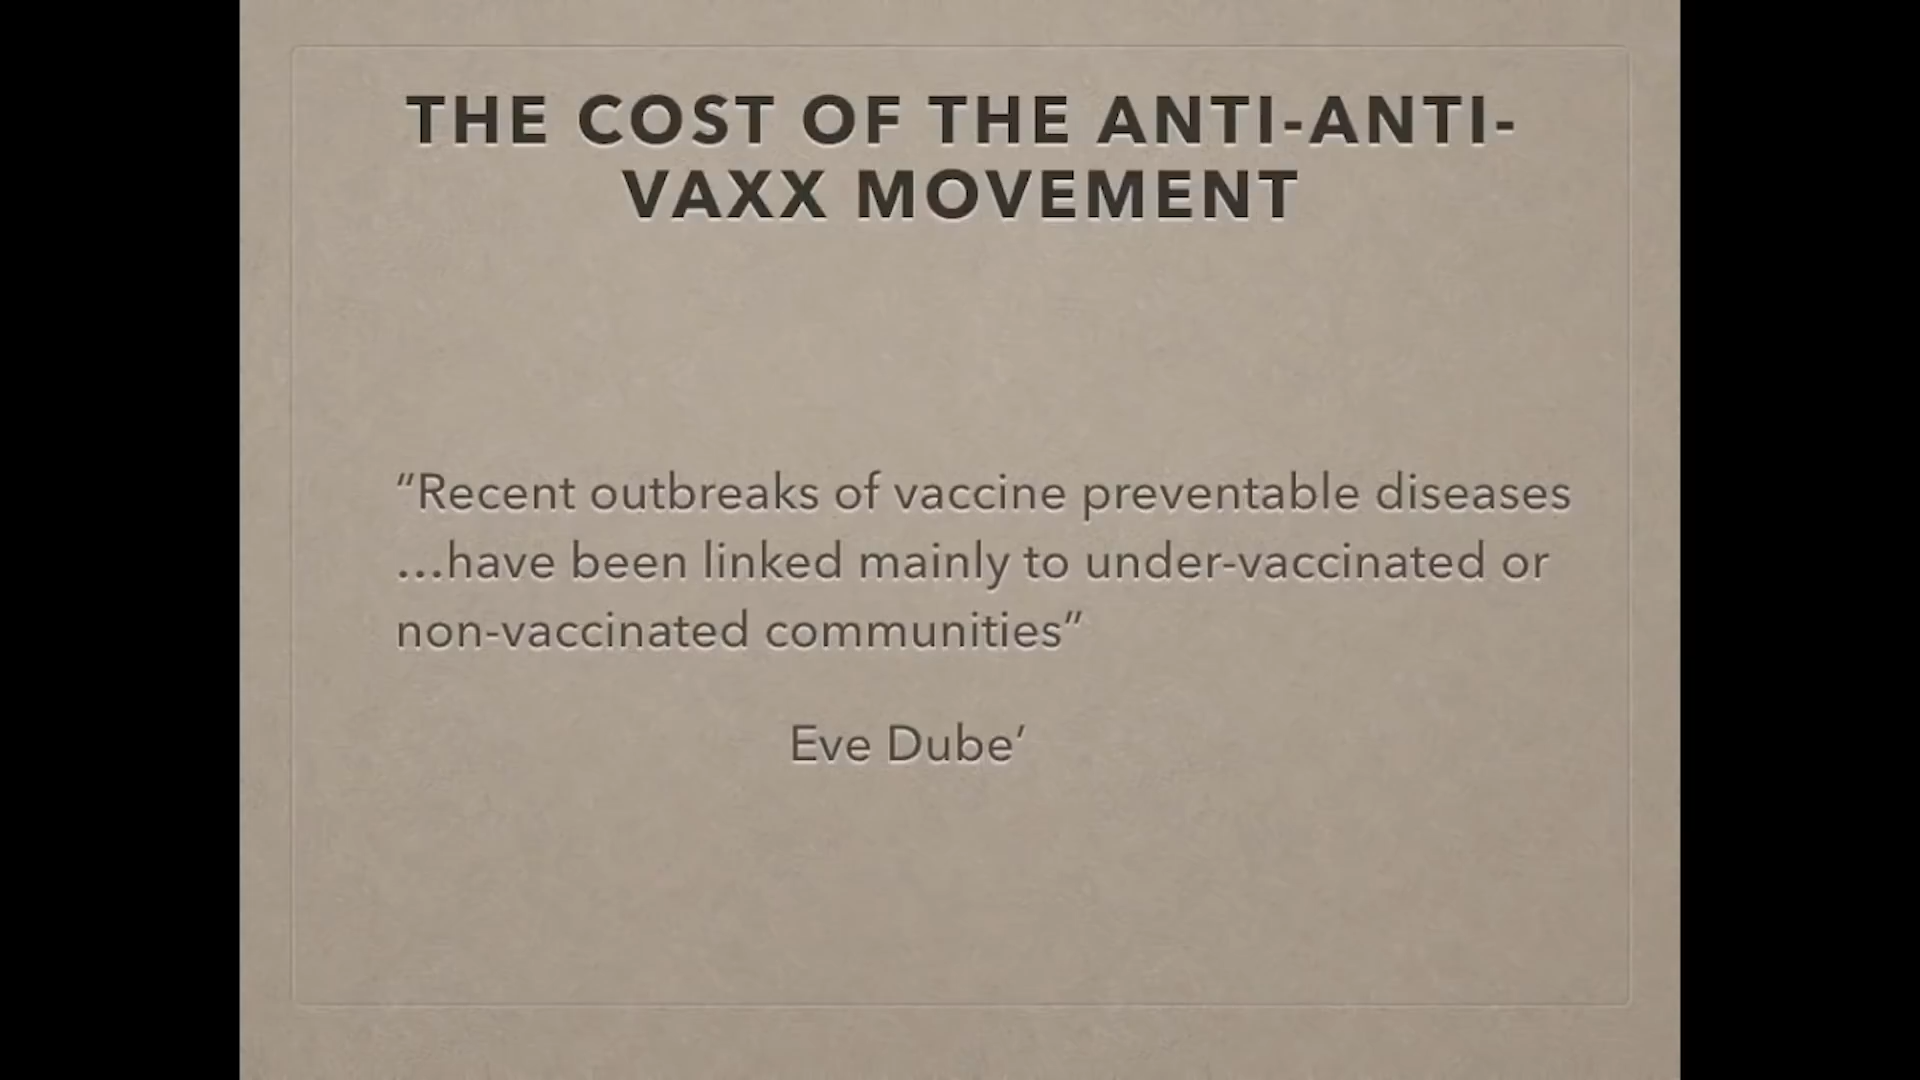 THE COST OF THE ANTI-ANTI-
VAXX MOVEMENT
“Recent outbreaks of vaccine preventable diseases
…have been linked mainly to under-vaccinated or
non-vaccinated communities”
Eve Dube’